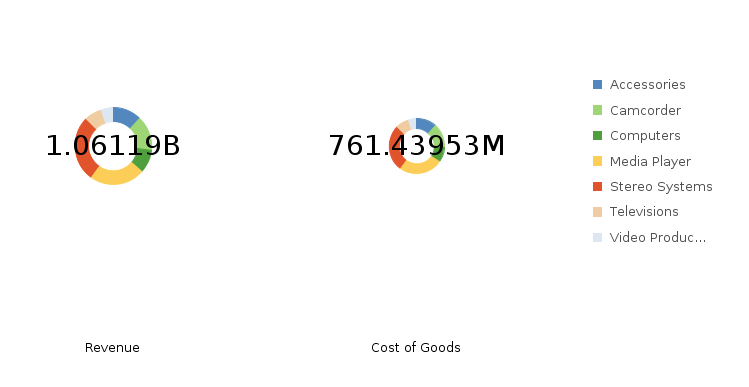 1.06119B
761.43953M
Accessories
Camcorder
Computers
Media Player
Stereo Systems
Televisions
Video Produc...
Revenue
Cost of Goods